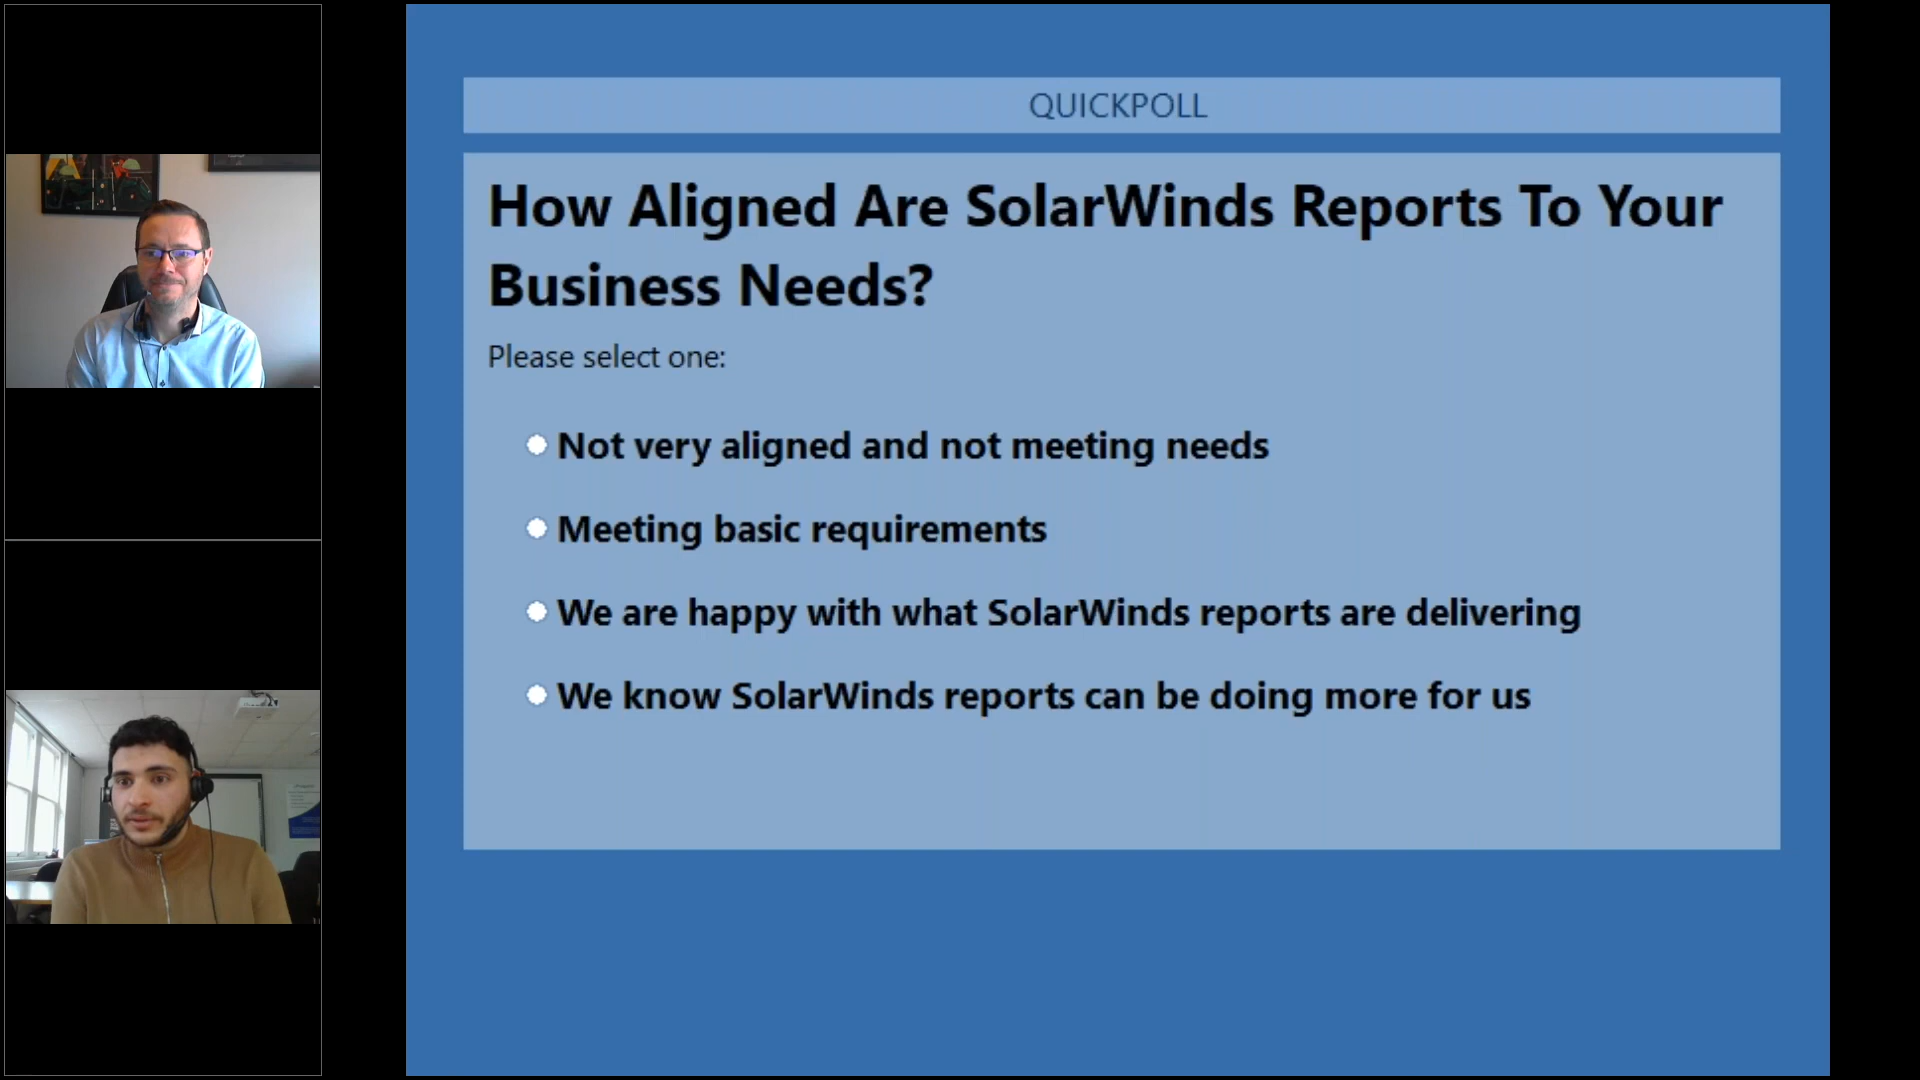 QUICKPOLL
How Aligned Are SolarWinds Reports To Your
Business Needs?
Please select one:
Not very aligned and not meeting needs
Meeting basic requirements
We are happy with what SolarWinds reports are delivering
We know SolarWinds reports can be doing more for us